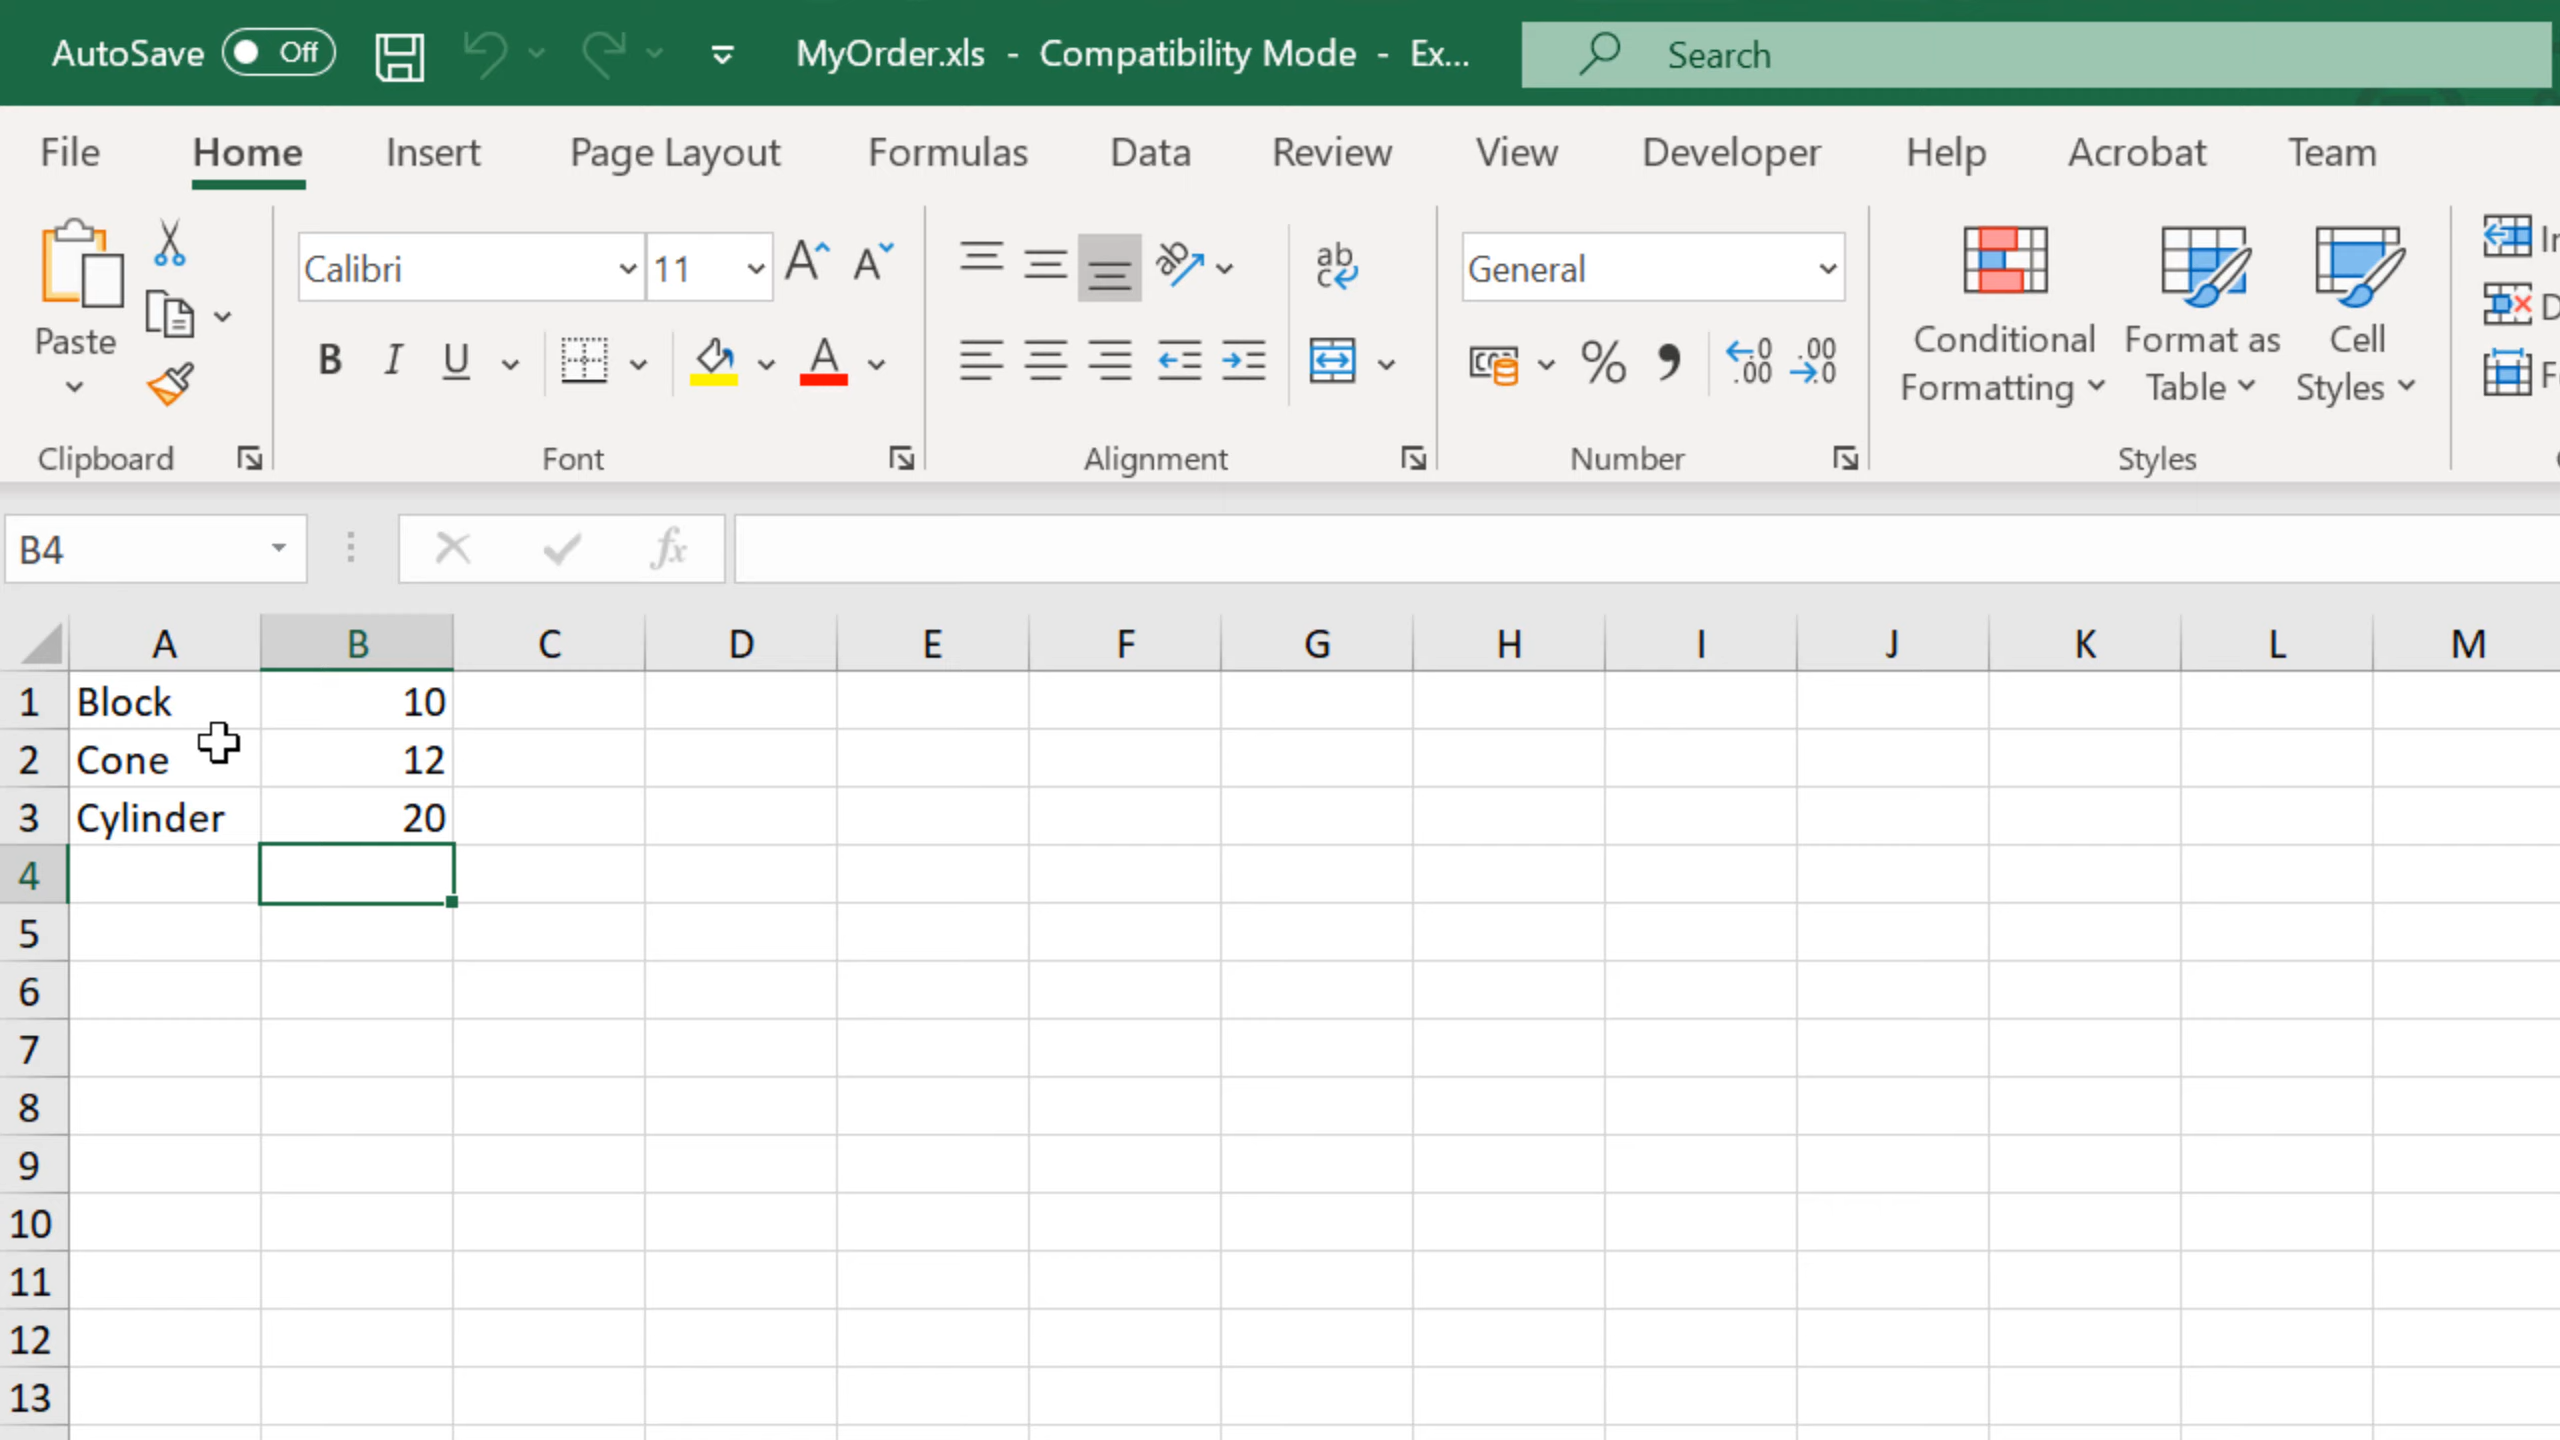 AutoSave Off MyOrder.xls - Compatibility Mode - Ex... Search
File Home Insert Page Layout Formulas Data Review View Developer Help Acrobat Team
Calibri 11 General
Paste B I U Conditional Formatting Format as Table Cell Styles
Clipboard Font Alignment Number Styles
B4 fx
A B C D E F G H I J K L M
1 Block 10
2 Cone 12
3 Cylinder 20
4
5
6
7
8
9
10
11
12
13